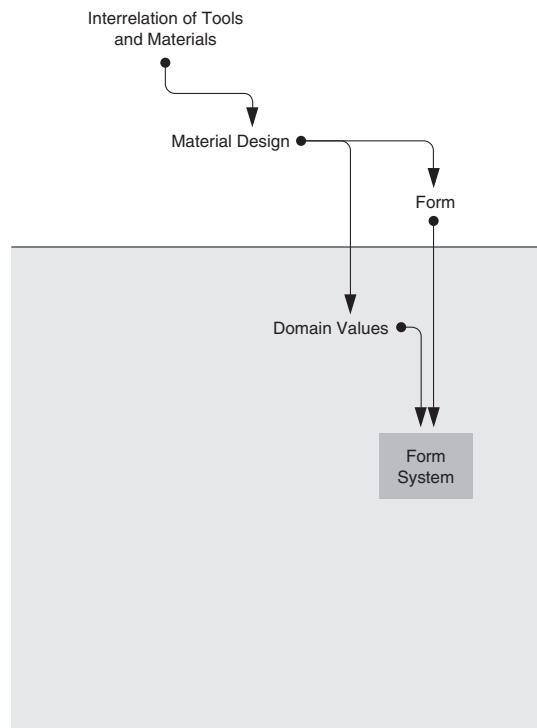 Interrelation of Tools
and Materials
Material Design
Form
Domain Values
Form
System